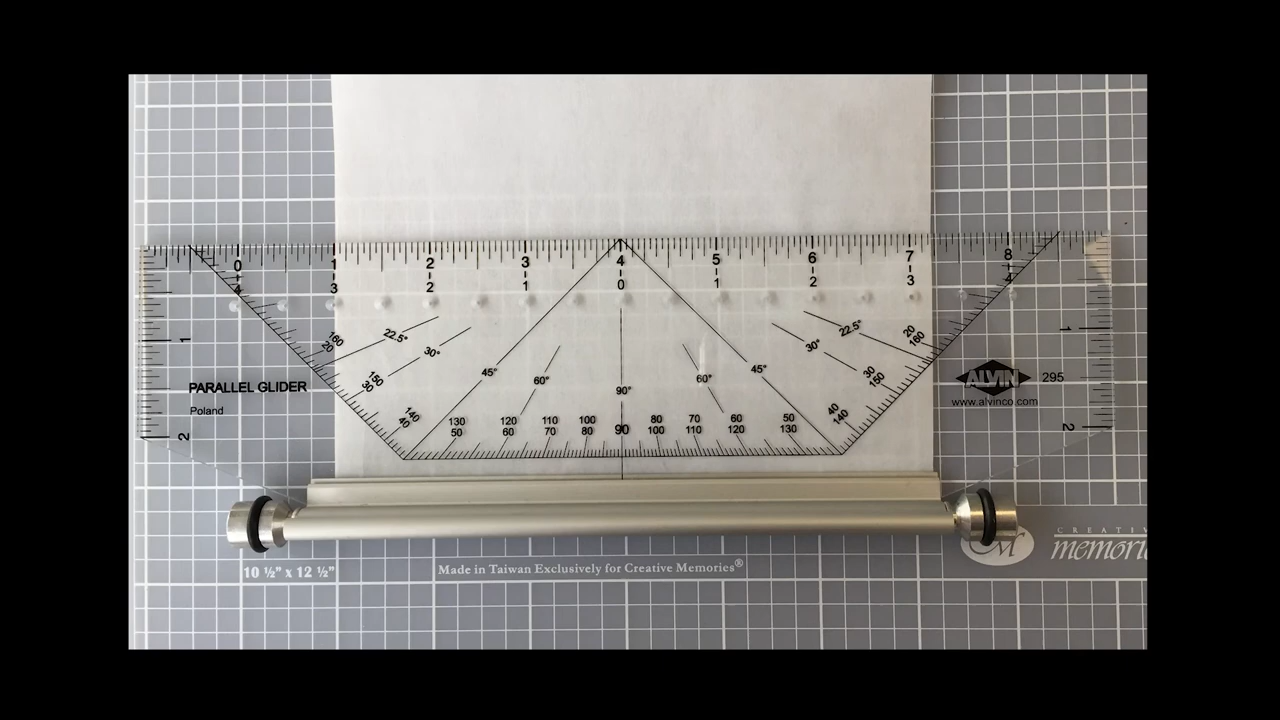 0 1 2 3 4 5 6 7 8
4 3 2 1 0 1 2 3 4
160 20 22.5° 30° 22.5° 20 160
150 30 30° 30 150
45° 60° 60° 45°
90°
1 1
PARALLEL GLIDER
Poland
ALVIN 295
www.alvinco.com
140 40 40 140
130 120 110 100 80 70 60 50
50 60 70 80 90 100 110 120 130
2 2
CREATIV
CM memori
10 ½” x 12 ½”
Made in Taiwan Exclusively for Creative Memories®